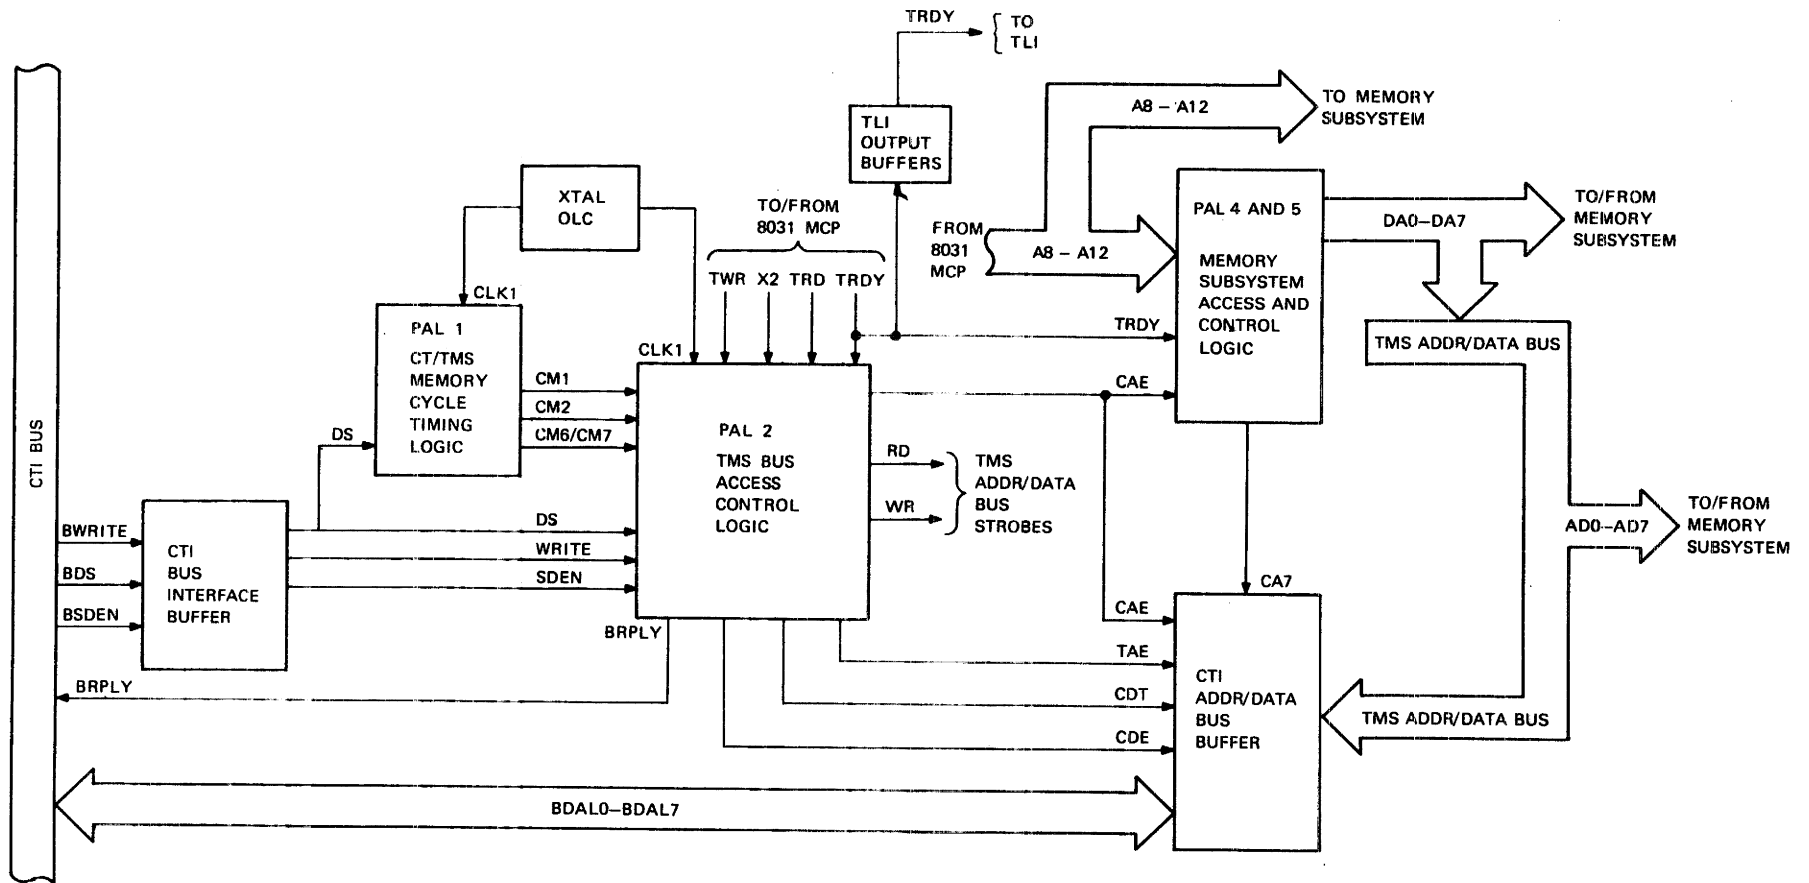 TRDY
TO
TLI
TLI
OUTPUT
BUFFERS
A8 – A12
TO MEMORY
SUBSYSTEM
XTAL
OLC
TO/FROM
8031 MCP
TWR X2 TRD TRDY
FROM
8031
MCP
A8 – A12
PAL 4 AND 5
MEMORY
SUBSYSTEM
ACCESS AND
CONTROL
LOGIC
DA0–DA7
TO/FROM
MEMORY
SUBSYSTEM
CLK1
PAL 1
CT/TMS
MEMORY
CYCLE
TIMING
LOGIC
CM1
CM2
CM6/CM7
DS
CLK1
PAL 2
TMS BUS
ACCESS
CONTROL
LOGIC
TRDY
CAE
RD
WR
TMS
ADDR/DATA
BUS
STROBES
TMS ADDR/DATA BUS
AD0–AD7
TO/FROM
MEMORY
SUBSYSTEM
CTI BUS
BWRITE
BDS
BSDEN
CTI
BUS
INTERFACE
BUFFER
DS
WRITE
SDEN
BRPLY
BRPLY
CA7
CAE
TAE
CDT
CDE
CTI
ADDR/DATA
BUS
BUFFER
TMS ADDR/DATA BUS
BDAL0–BDAL7